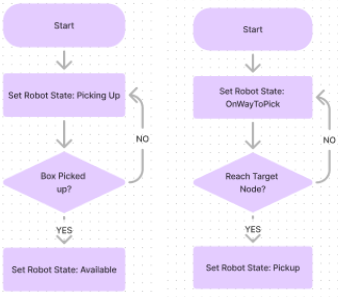 Start
Set Robot State: Picking Up
NO
Box Picked
up?
YES
Set Robot State: Available
Start
Set Robot State:
OnWayToPick
NO
Reach Target
Node?
YES
Set Robot State: Pickup